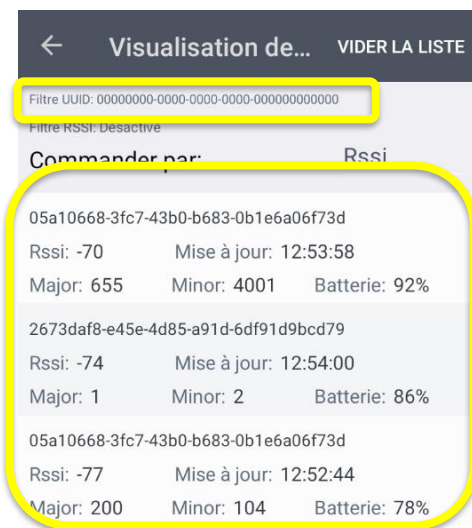 ← Visualisation de... VIDER LA LISTE
Filtre UUID: 00000000-0000-0000-0000-000000000000
Filtre RSSI: Désactivé
Commander par: Rssi
05a10668-3fc7-43b0-b683-0b1e6a06f73d
Rssi: -70 Mise à jour: 12:53:58
Major: 655 Minor: 4001 Batterie: 92%
2673daf8-e45e-4d85-a91d-6df91d9bcd79
Rssi: -74 Mise à jour: 12:54:00
Major: 1 Minor: 2 Batterie: 86%
05a10668-3fc7-43b0-b683-0b1e6a06f73d
Rssi: -77 Mise à jour: 12:52:44
Major: 200 Minor: 104 Batterie: 78%